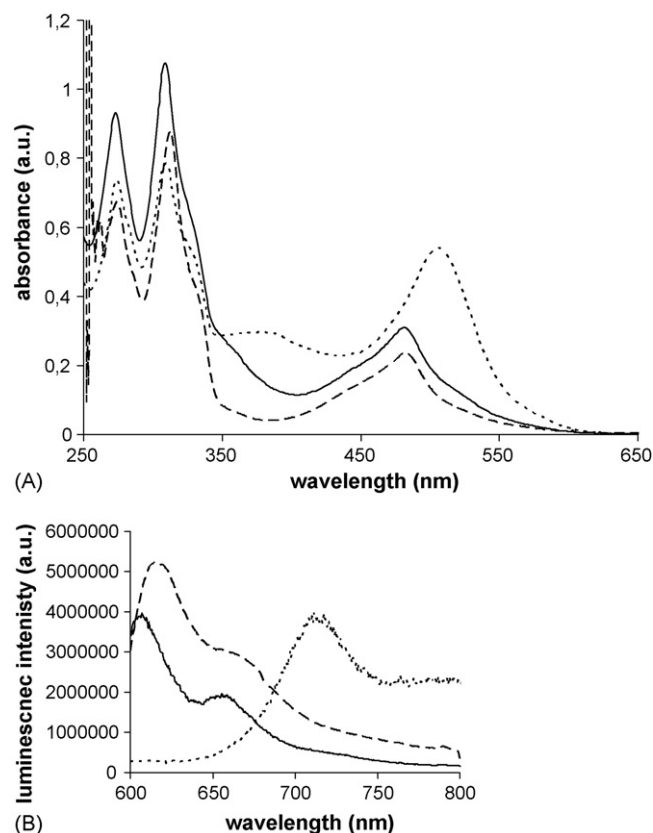 1,2
1
0,8
0,6
0,4
0,2
0
absorbance (a.u.)
250 350 450 550 650
wavelength (nm)
(A)
6000000
5000000
4000000
3000000
2000000
1000000
0
luminescnec intenisty (a.u.)
600 650 700 750 800
wavelength (nm)
(B)